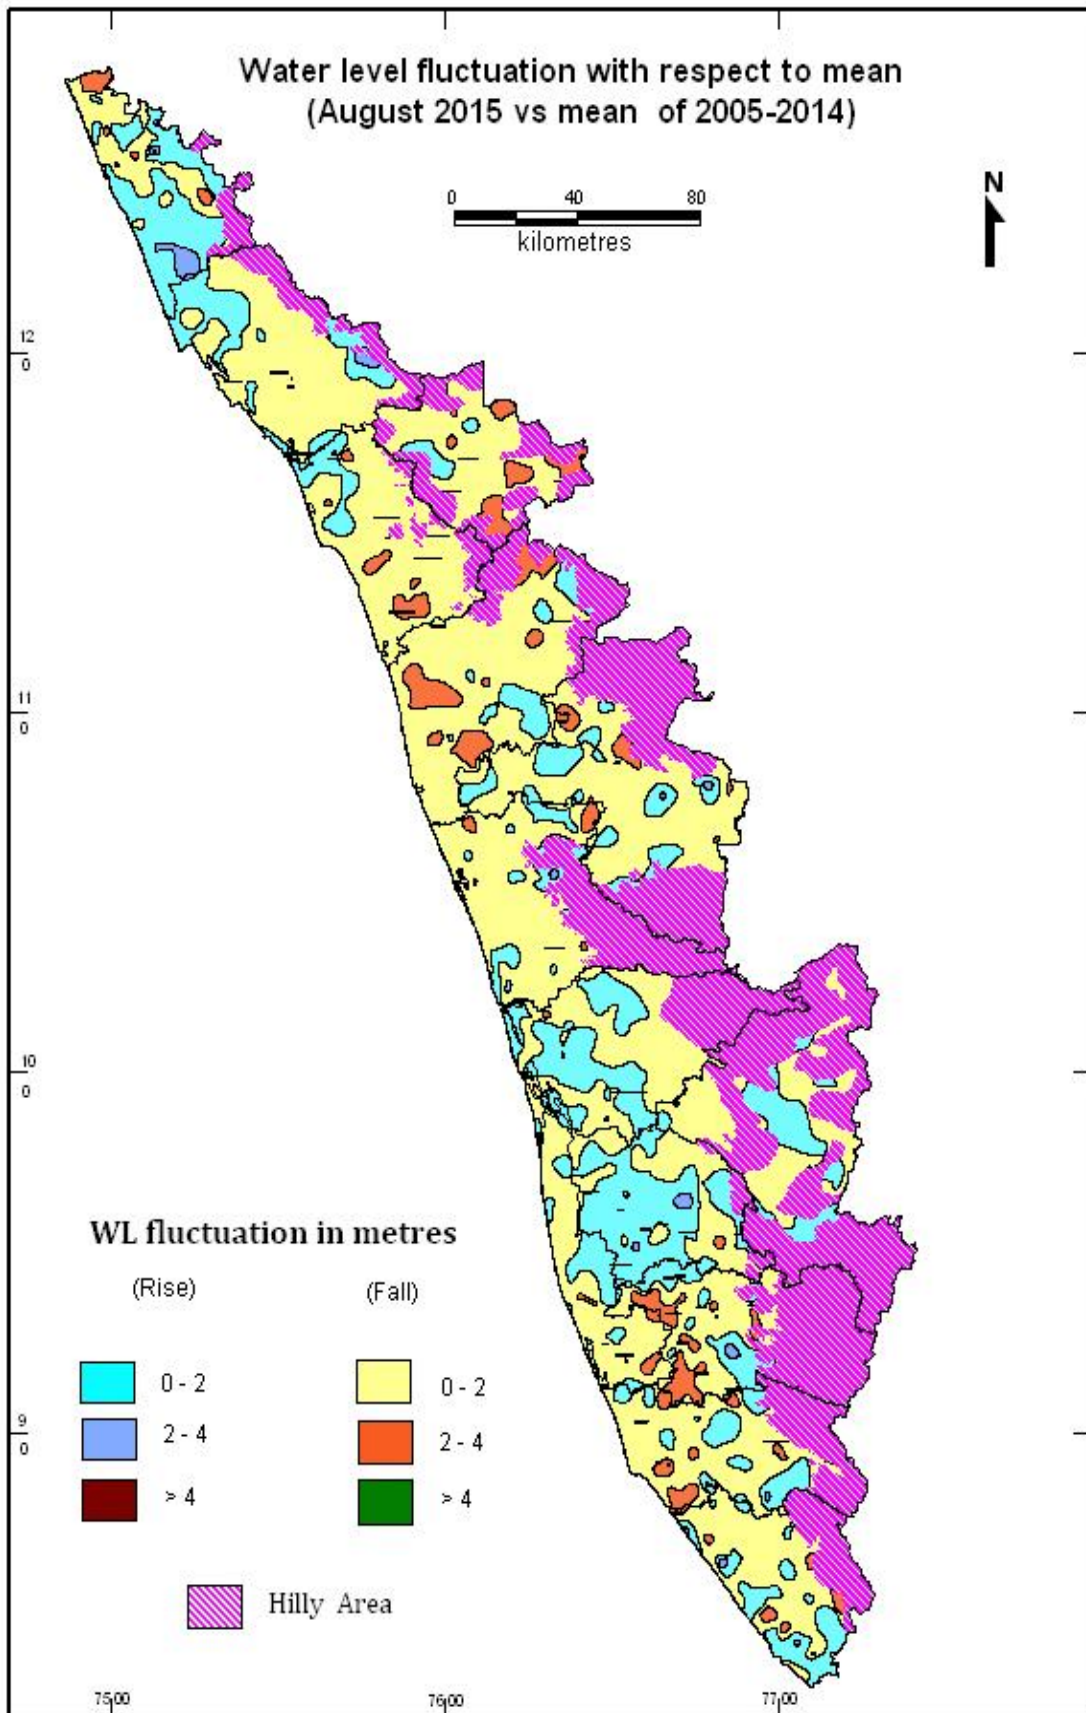 Water level fluctuation with respect to mean
(August 2015 vs mean of 2005-2014)
N
0 40 80
kilometres
12
0
11
0
10
0
9
0
WL fluctuation in metres
(Rise) (Fall)
0 - 2 0 - 2
2 - 4 2 - 4
> 4 > 4
Hilly Area
75 00 76 00 77 00